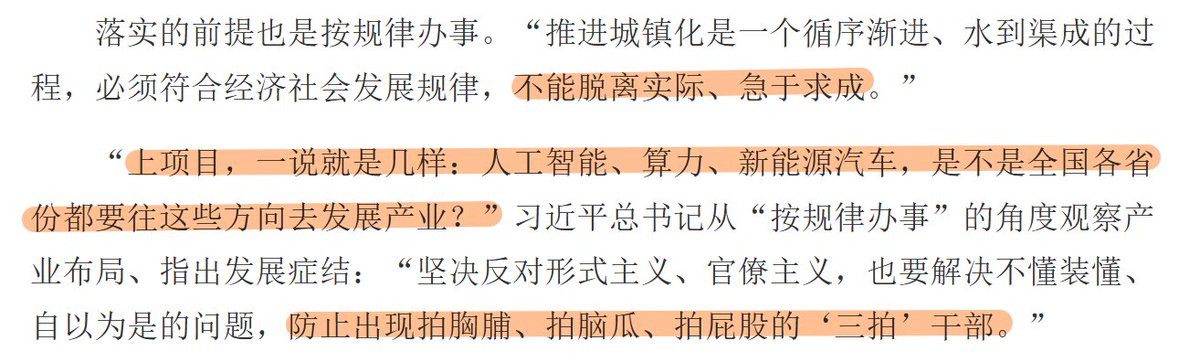 落实的前提也是按规律办事。“推进城镇化是一个循序渐进、水到渠成的过
程，必须符合经济社会发展规律，不能脱离实际、急于求成。”
“上项目，一说就是几样：人工智能、算力、新能源汽车，是不是全国各省
份都要往这些方向去发展产业？”习近平总书记从“按规律办事”的角度观察产
业布局、指出发展症结：“坚决反对形式主义、官僚主义，也要解决不懂装懂、
自以为是的问题，防止出现拍胸脯、拍脑瓜、拍屁股的‘三拍’干部。”